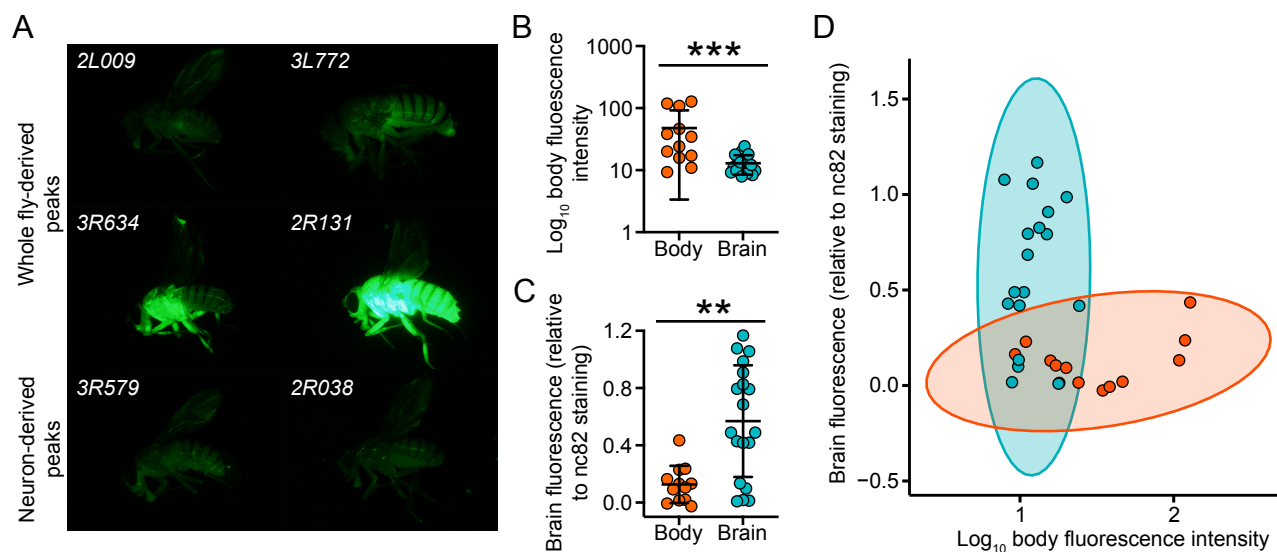 A
2L009
3L772
Whole fly-derived
peaks
3R634
2R131
3R579
2R038
Neuron-derived
peaks
B
Log10 body fluoescence
intensity
1000
100
10
1
***
Body
Brain
C
Brain fluorescence (relative
to nc82 staining)
1.2
0.8
0.4
0.0
**
Body
Brain
D
Brain fluorescence (relative to nc82 staining)
1.5
1.0
0.5
0.0
−0.5
1
2
Log10 body fluorescence intensity